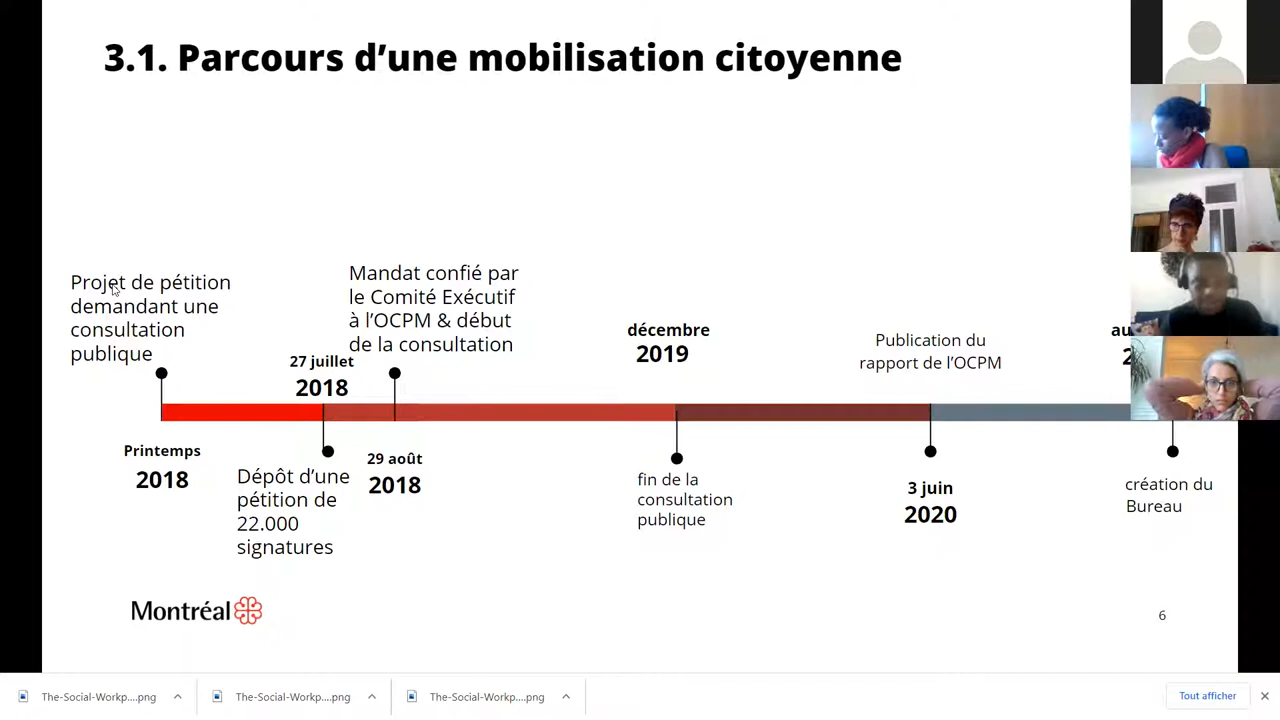 3.1. Parcours d'une mobilisation citoyenne
Projet de pétition
demandant une
consultation
publique
27 juillet
2018
Mandat confié par
le Comité Exécutif
à l'OCPM & début
de la consultation
décembre
2019
Publication du
rapport de l'OCPM
Printemps
2018
Dépôt d'une
pétition de
22.000
signatures
29 août
2018
fin de la
consultation
publique
3 juin
2020
création du
Bureau
Montréal
6
The-Social-Workp....png
The-Social-Workp....png
The-Social-Workp....png
Tout afficher